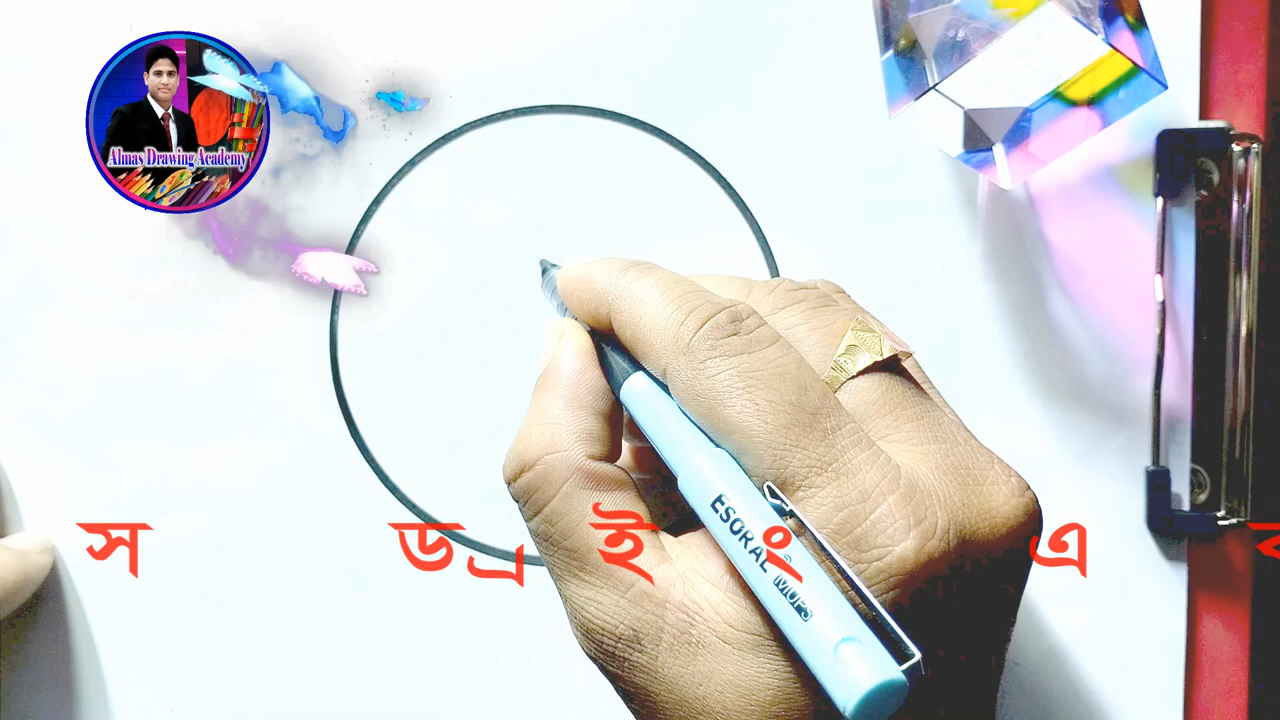 Almas Drawing Academy
ESORAL MOPS
স ড্র ই ং এ